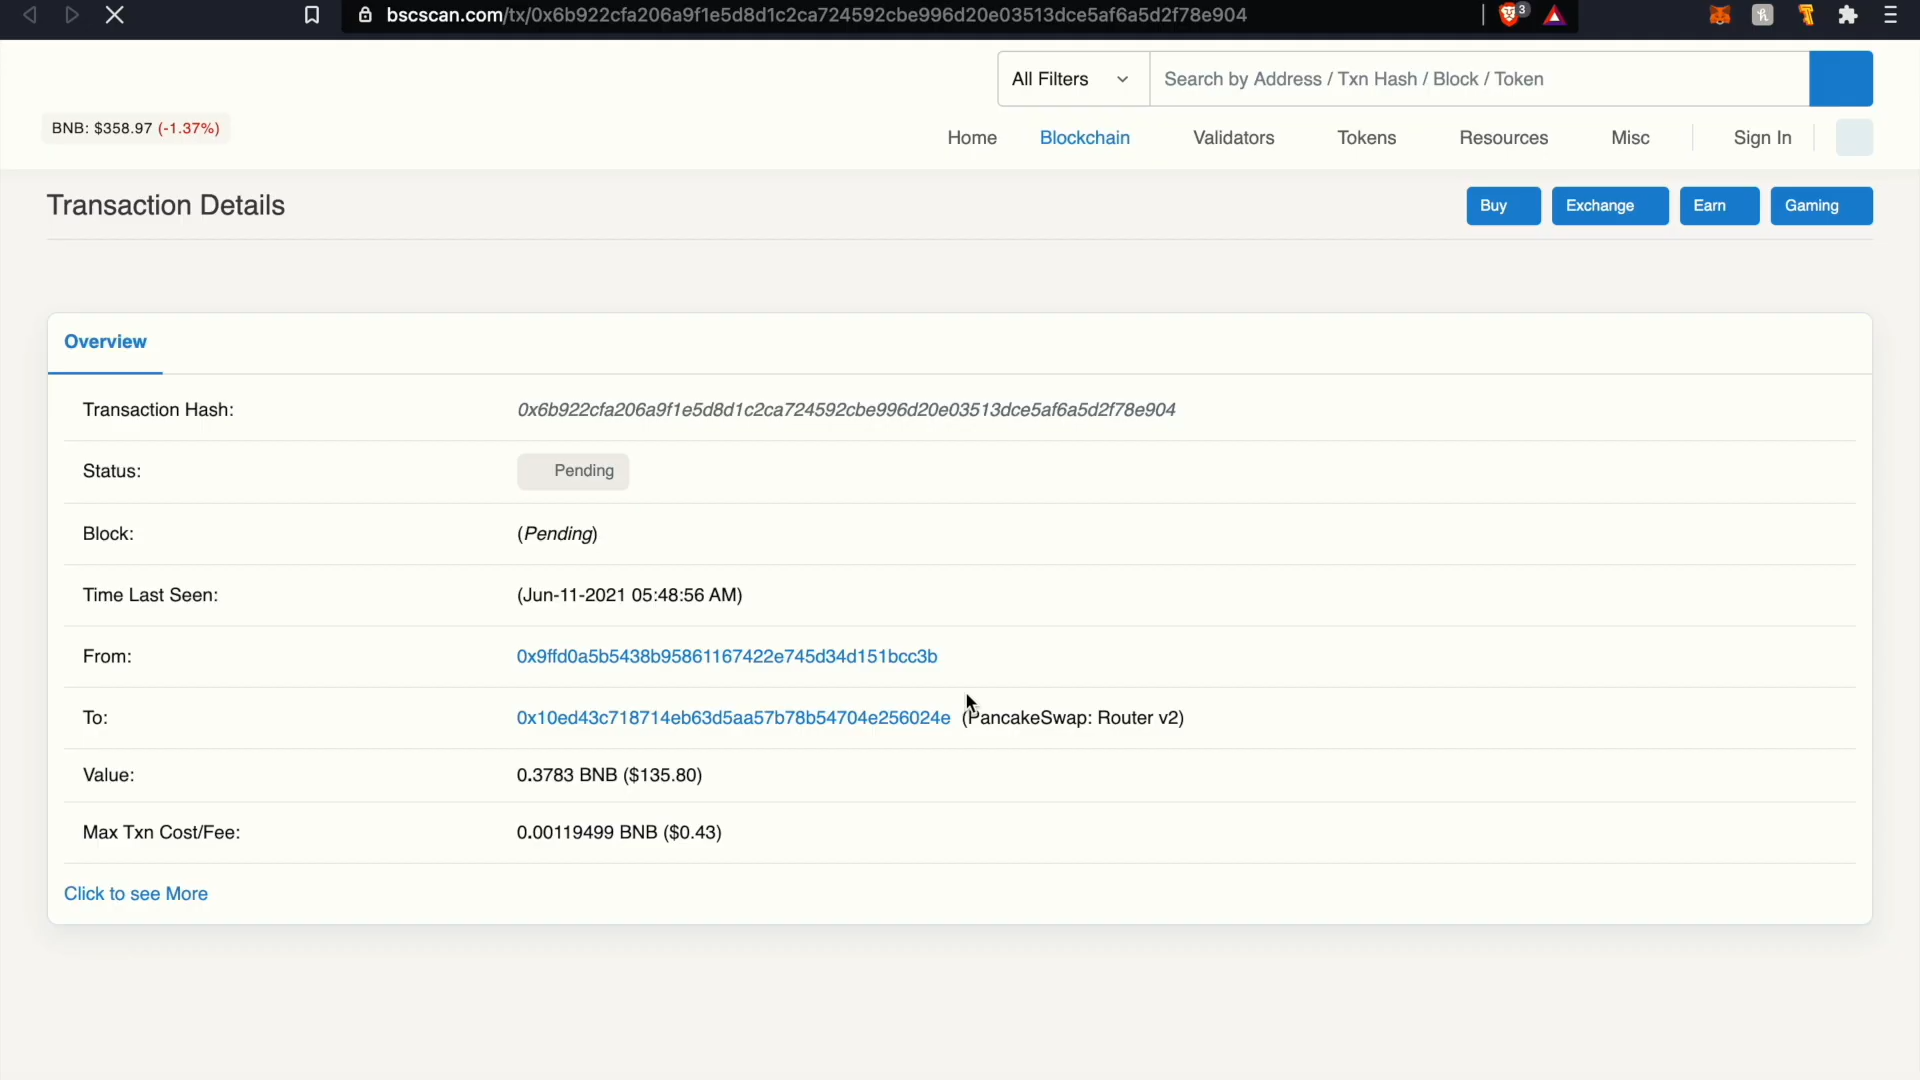 bscscan.com/tx/0x6b922cfa206a9f1e5d8d1c2ca724592cbe996d20e03513dce5af6a5d2f78e904
3
All Filters
Search by Address / Txn Hash / Block / Token
BNB: $358.97 (-1.37%)
Home Blockchain Validators Tokens Resources Misc Sign In
Transaction Details
Buy Exchange Earn Gaming
Overview
Transaction Hash: 0x6b922cfa206a9f1e5d8d1c2ca724592cbe996d20e03513dce5af6a5d2f78e904
Status: Pending
Block: (Pending)
Time Last Seen: (Jun-11-2021 05:48:56 AM)
From: 0x9ffd0a5b5438b95861167422e745d34d151bcc3b
To: 0x10ed43c718714eb63d5aa57b78b54704e256024e (PancakeSwap: Router v2)
Value: 0.3783 BNB ($135.80)
Max Txn Cost/Fee: 0.00119499 BNB ($0.43)
Click to see More